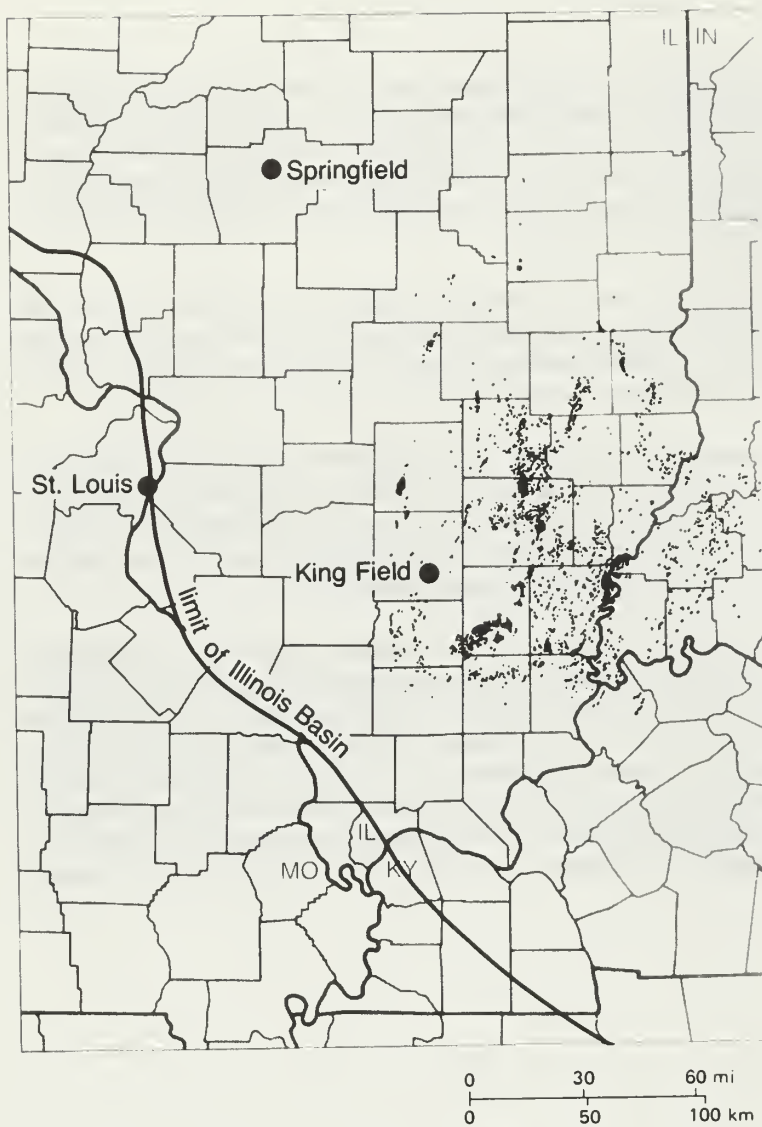 IL IN
Springfield
St. Louis
King Field
limit of Illinois Basin
IL
MO KY
0 30 60 mi
0 50 100 km